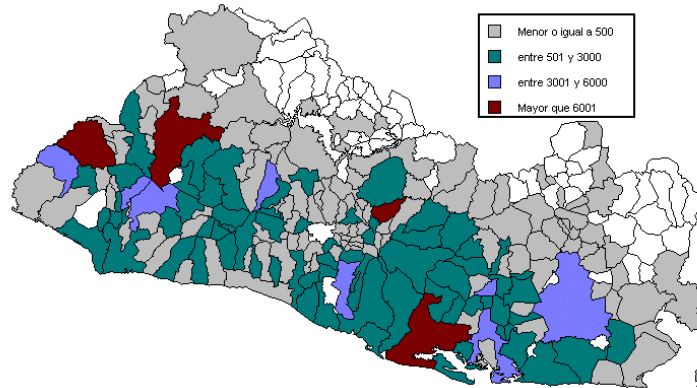 Menor o igual a 500
entre 501 y 3000
entre 3001 y 6000
Mayor que 6001